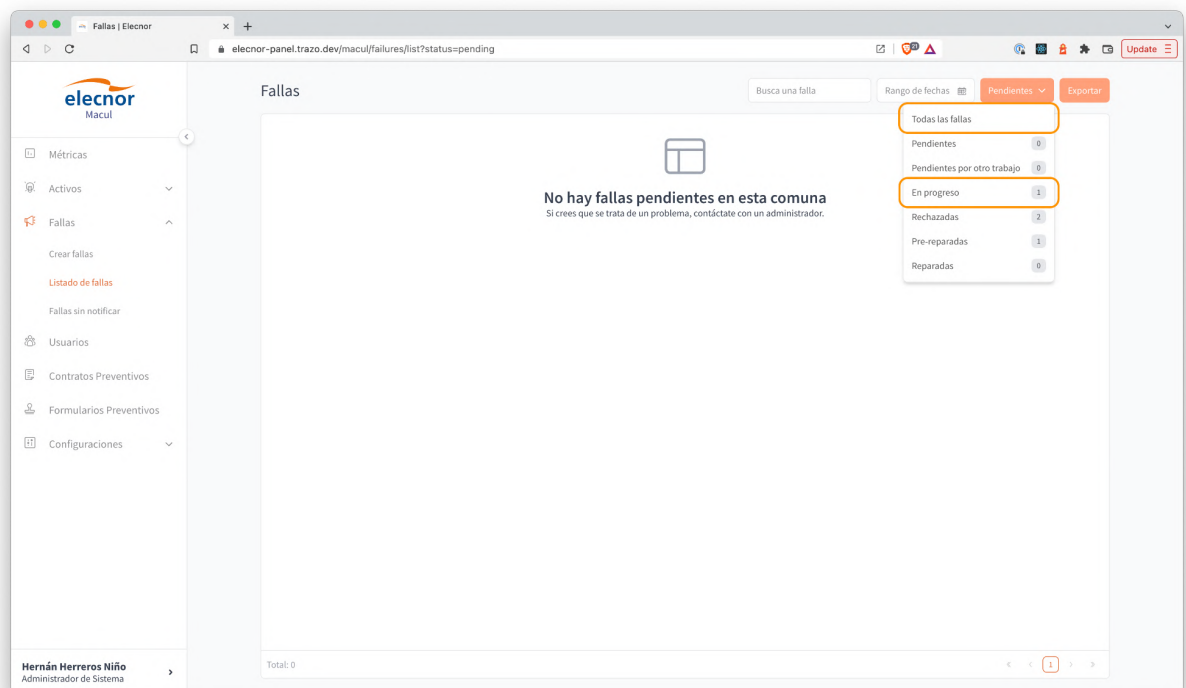 Fallas | Elecnor
elecnor-panel.trazo.dev/macul/failures/list?status=pending
Update
elecnor
Macul
Métricas
Activos
Fallas
Crear fallas
Listado de fallas
Fallas sin notificar
Usuarios
Contratos Preventivos
Formularios Preventivos
Configuraciones
Hernán Herreros Niño
Administrador de Sistema
Fallas
Busca una falla
Rango de fechas
Pendientes
Exportar
Todas las fallas
Pendientes 0
Pendientes por otro trabajo 0
En progreso 1
Rechazadas 2
Pre-reparadas 1
Reparadas 0
No hay fallas pendientes en esta comuna
Si crees que se trata de un problema, contáctate con un administrador.
Total: 0
1